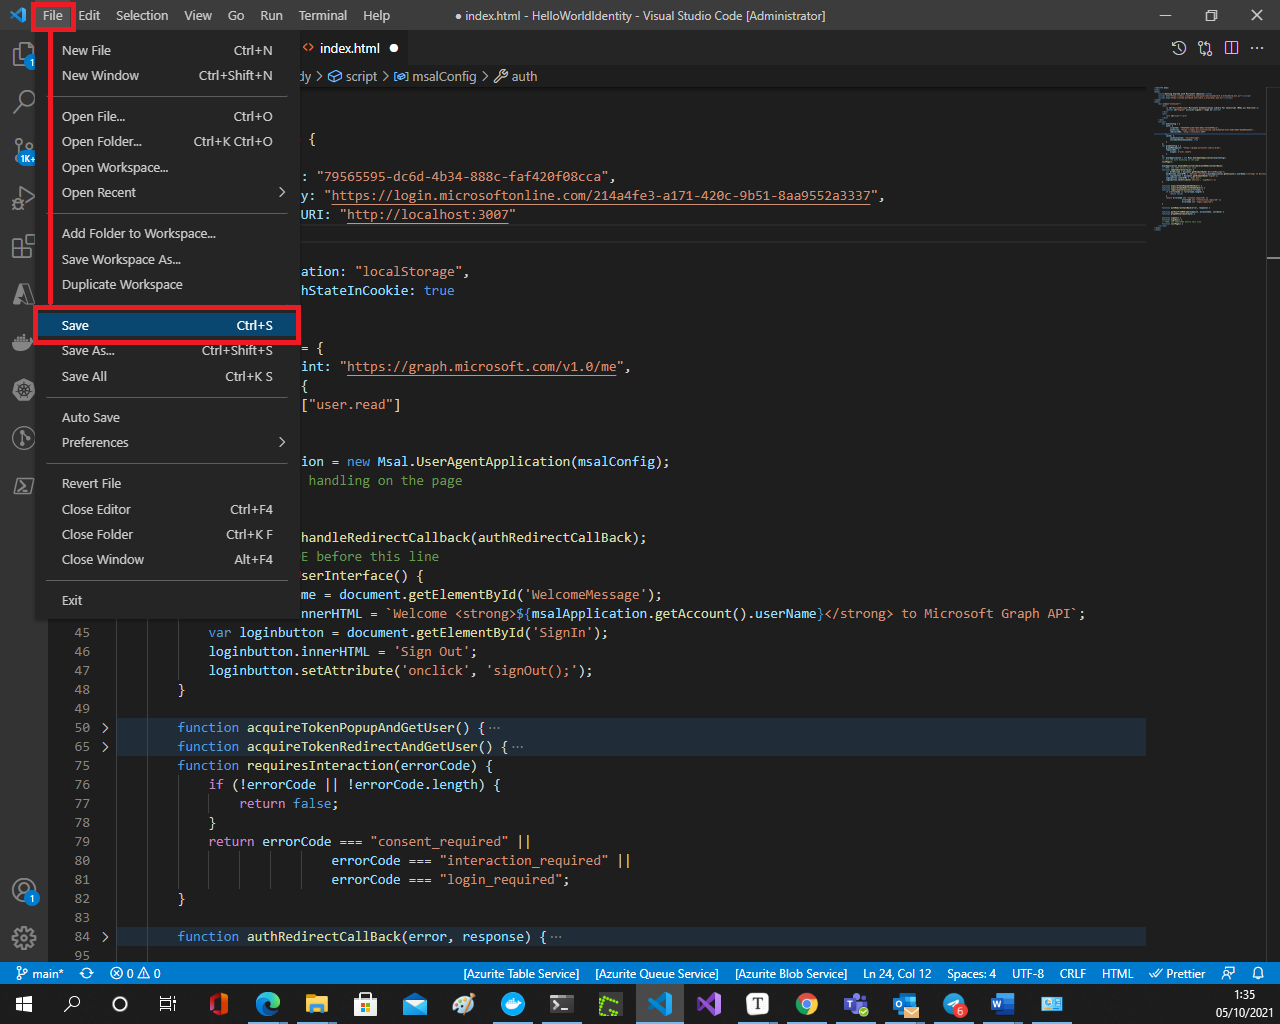 File Edit Selection View Go Run Terminal Help ● index.html - HelloWorldIdentity - Visual Studio Code [Administrator]
<> index.html ●
dy > script > msalConfig > auth
New File Ctrl+N
New Window Ctrl+Shift+N
Open File... Ctrl+O
Open Folder... Ctrl+K Ctrl+O
Open Workspace...
Open Recent >
Add Folder to Workspace...
Save Workspace As...
Duplicate Workspace
Save Ctrl+S
Save As... Ctrl+Shift+S
Save All Ctrl+K S
Auto Save
Preferences >
Revert File
Close Editor Ctrl+F4
Close Folder Ctrl+K F
Close Window Alt+F4
Exit
1
1K+
1
{
: "79565595-dc6d-4b34-888c-faf420f08cca",
y: "https://login.microsoftonline.com/214a4fe3-a171-420c-9b51-8aa9552a3337",
URI: "http://localhost:3007"
ation: "localStorage",
hStateInCookie: true
= {
int: "https://graph.microsoft.com/v1.0/me",
{
["user.read"]
ion = new Msal.UserAgentApplication(msalConfig);
handling on the page
handleRedirectCallback(authRedirectCallBack);
E before this line
serInterface() {
me = document.getElementById('WelcomeMessage');
nnerHTML = `Welcome <strong>${msalApplication.getAccount().userName}</strong> to Microsoft Graph API`;
45 var loginbutton = document.getElementById('SignIn');
46 loginbutton.innerHTML = 'Sign Out';
47 loginbutton.setAttribute('onclick', 'signOut();');
48 }
49
50 > function acquireTokenPopupAndGetUser() {···
65 > function acquireTokenRedirectAndGetUser() {···
75 function requiresInteraction(errorCode) {
76 if (!errorCode || !errorCode.length) {
77 return false;
78 }
79 return errorCode === "consent_required" ||
80 errorCode === "interaction_required" ||
81 errorCode === "login_required";
82 }
83
84 > function authRedirectCallBack(error, response) {···
95
main* 0 0 [Azurite Table Service] [Azurite Queue Service] [Azurite Blob Service] Ln 24, Col 12 Spaces: 4 UTF-8 CRLF HTML Prettier
T 6 1:35
05/10/2021